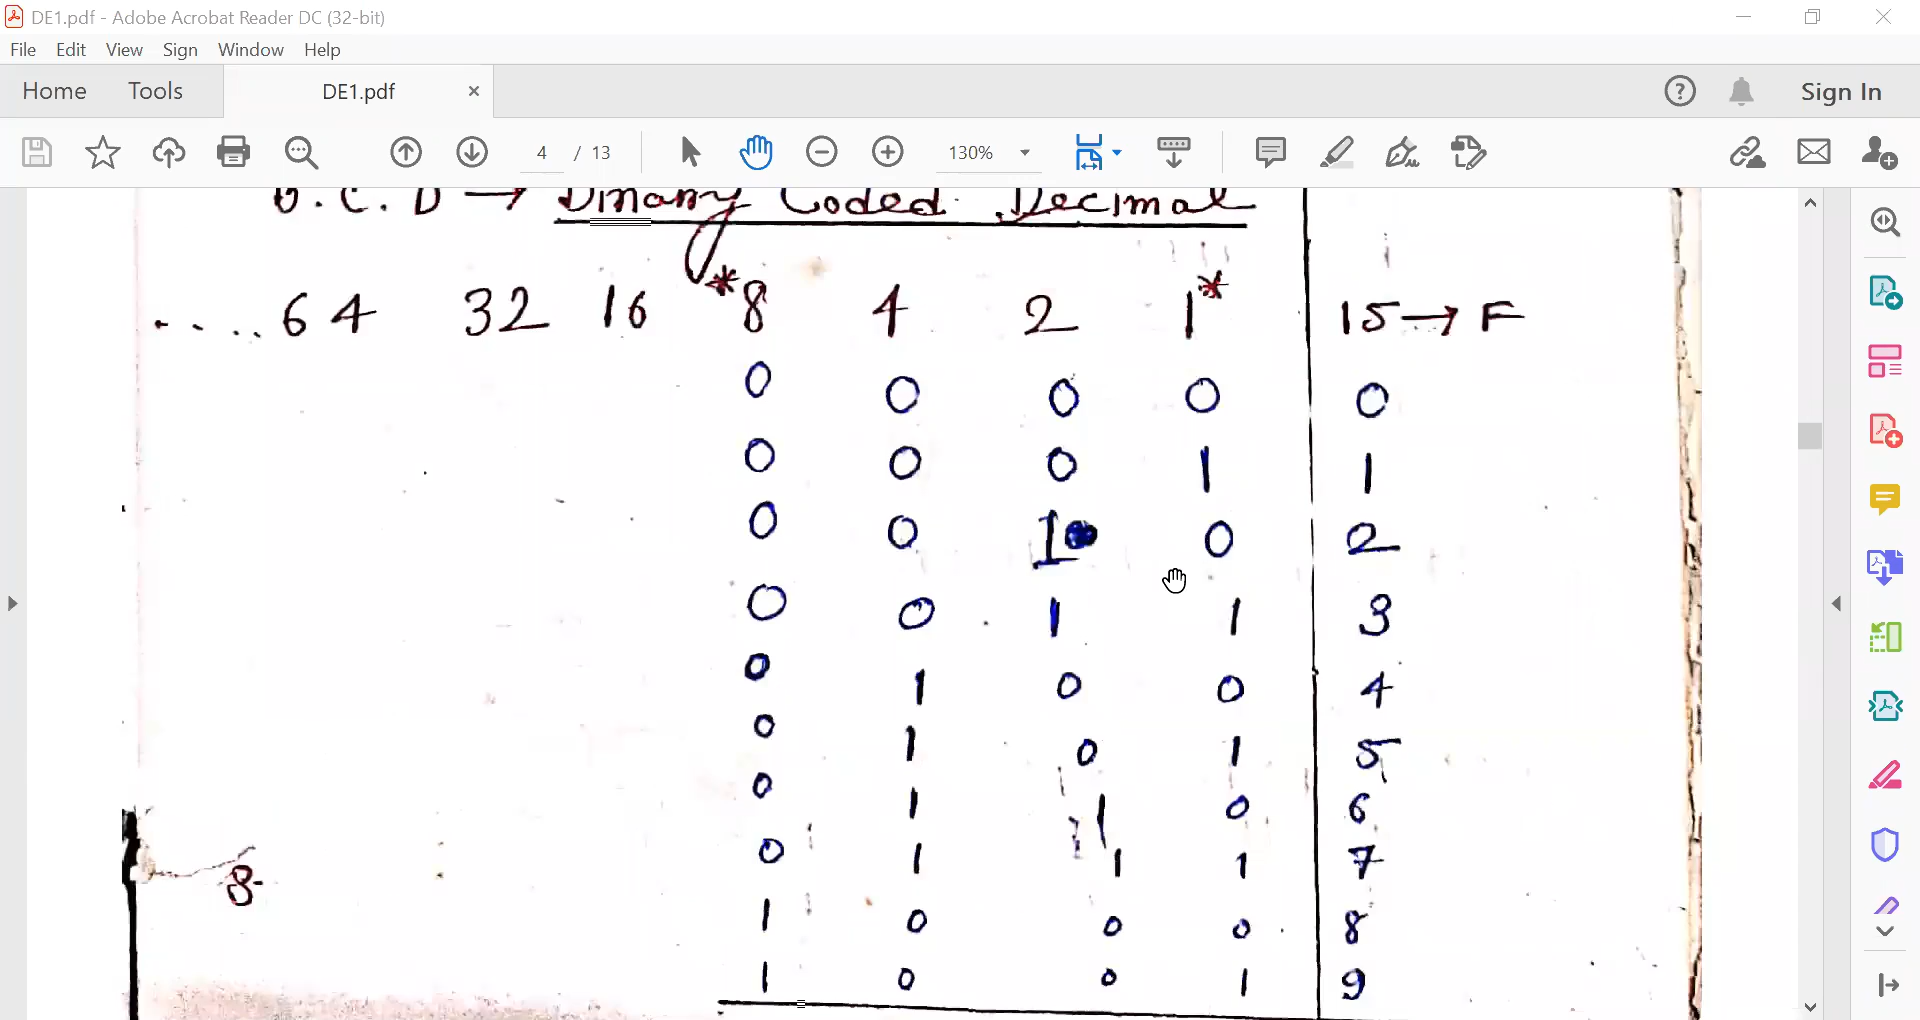 DE1.pdf - Adobe Acrobat Reader DC (32-bit)
File Edit View Sign Window Help
Home Tools DE1.pdf × Sign In
4 / 13 130%
B.C.D → Binary Coded Decimal
.....64 32 16 *8 4 2 1* 15→F
0 0 0 0 0
0 0 0 1 1
0 0 1 0 2
0 0 1 1 3
0 1 0 0 4
0 1 0 1 5
0 1 1 0 6
0 1 1 1 7
8-
1 0 0 0 8
1 0 0 1 9